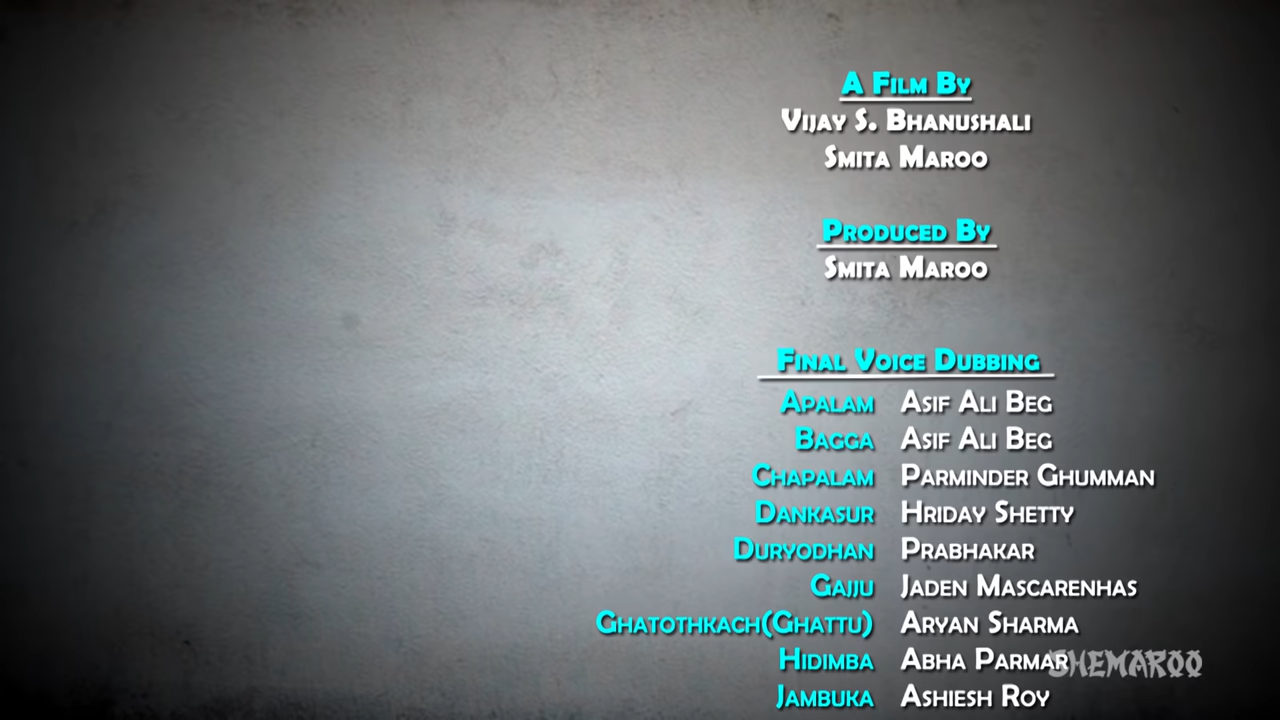 A Film By
Vijay S. Bhanushali
Smita Maroo
Produced By
Smita Maroo
Final Voice Dubbing
Apalam Asif Ali Beg
Bagga Asif Ali Beg
Chapalam Parminder Ghumman
Dankasur Hriday Shetty
Duryodhan Prabhakar
Gajju Jaden Mascarenhas
Ghatothkach(Ghattu) Aryan Sharma
Hidimba Abha Parmar
SHEMAROO
Jambuka Ashiesh Roy